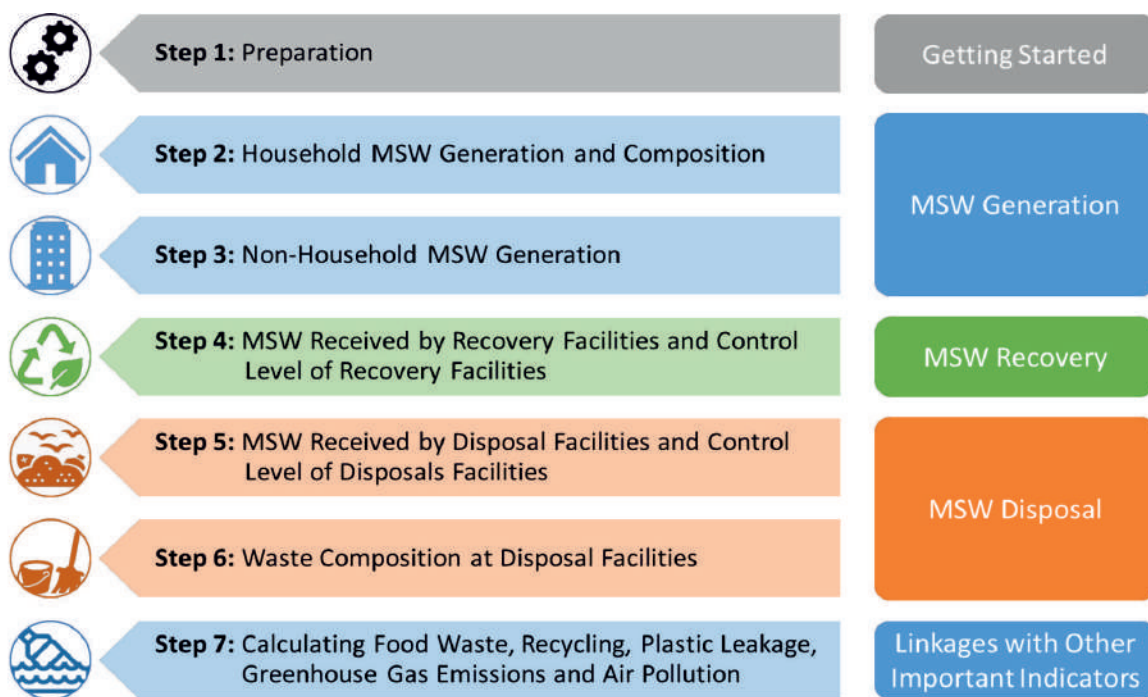 Step 1: Preparation
Getting Started
Step 2: Household MSW Generation and Composition
MSW Generation
Step 3: Non-Household MSW Generation
Step 4: MSW Received by Recovery Facilities and Control
Level of Recovery Facilities
MSW Recovery
Step 5: MSW Received by Disposal Facilities and Control
Level of Disposals Facilities
MSW Disposal
Step 6: Waste Composition at Disposal Facilities
Step 7: Calculating Food Waste, Recycling, Plastic Leakage,
Greenhouse Gas Emissions and Air Pollution
Linkages with Other
Important Indicators